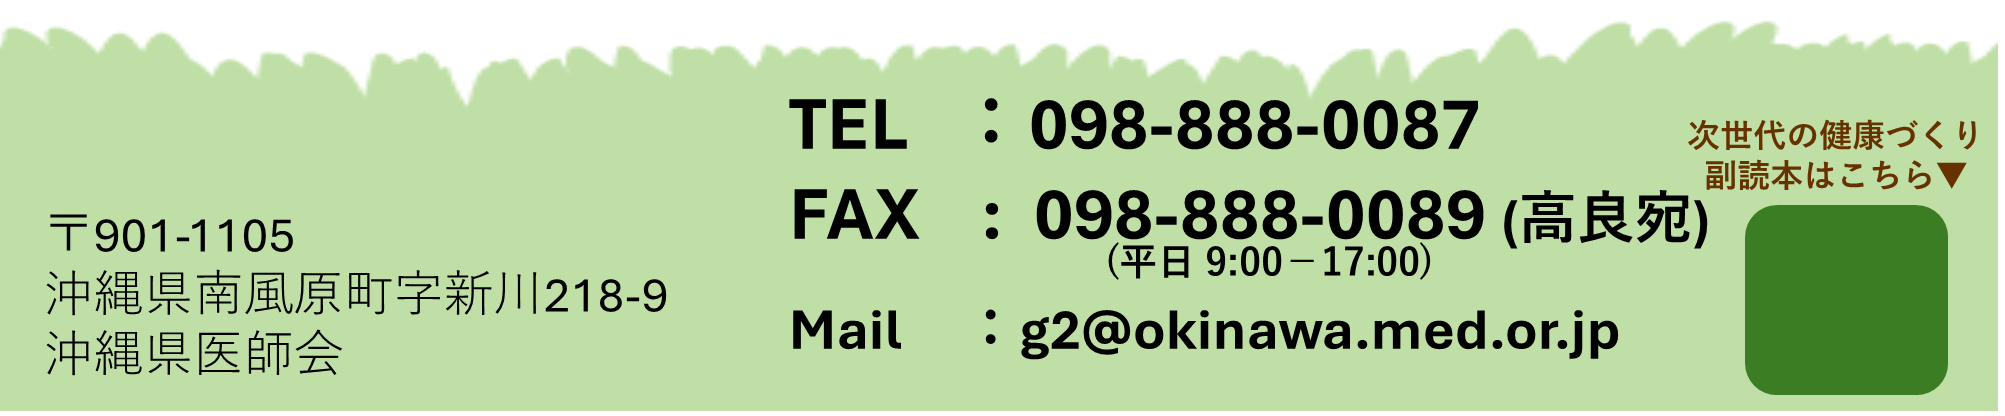 〒901-1105
沖縄県南風原町字新川218-9
沖縄県医師会
TEL ：098-888-0087
FAX ：098-888-0089 (高良宛)
(平日 9:00－17:00)
Mail ：g2@okinawa.med.or.jp
次世代の健康づくり
副読本はこちら▼